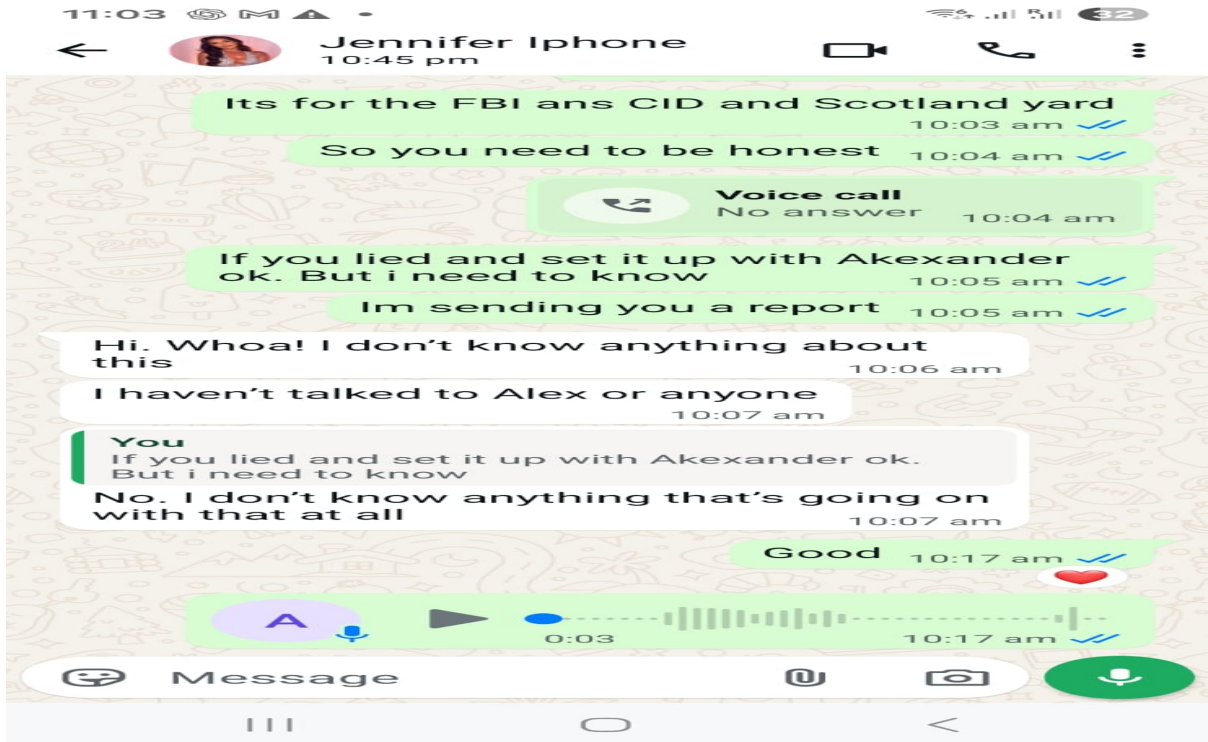 11:03
32
Jennifer Iphone
10:45 pm
Its for the FBI ans CID and Scotland yard
10:03 am
So you need to be honest 10:04 am
Voice call
No answer 10:04 am
If you lied and set it up with Akexander
ok. But i need to know 10:05 am
Im sending you a report 10:05 am
Hi. Whoa! I don't know anything about
this 10:06 am
I haven't talked to Alex or anyone
10:07 am
You
If you lied and set it up with Akexander ok.
But i need to know
No. I don't know anything that's going on
with that at all 10:07 am
Good 10:17 am
A
0:03 10:17 am
Message